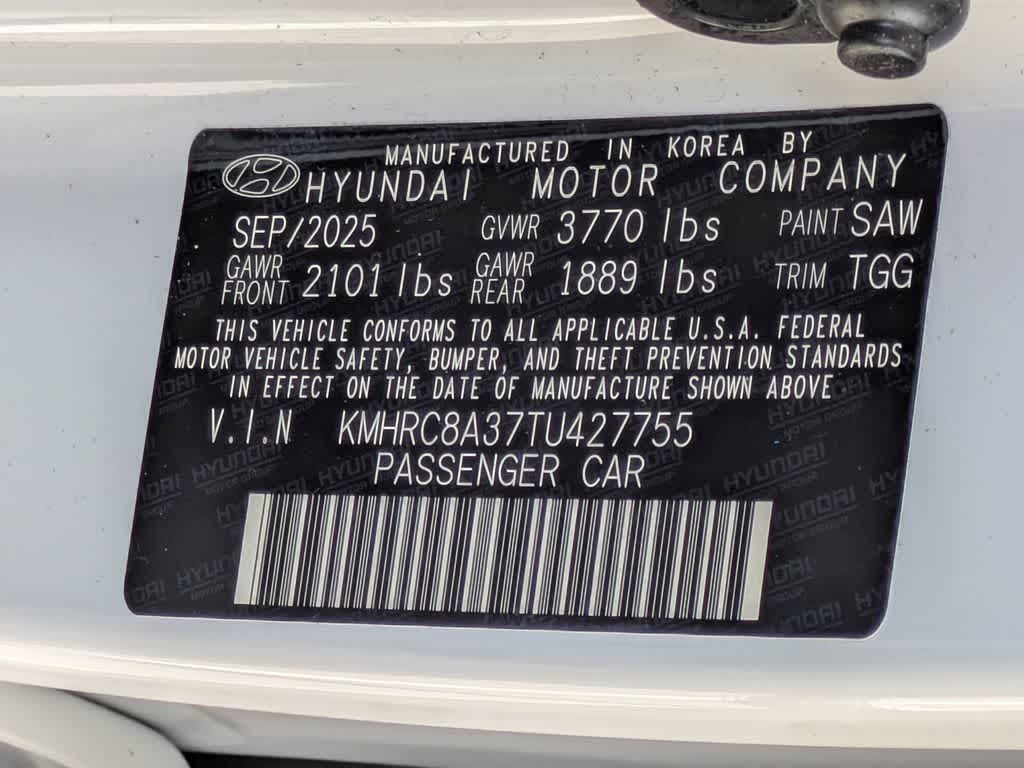 MANUFACTURED IN KOREA BY
HYUNDAI MOTOR COMPANY
SEP/2025 GVWR 3770 lbs PAINT SAW
GAWR FRONT 2101 lbs GAWR REAR 1889 lbs TRIM TGG
THIS VEHICLE CONFORMS TO ALL APPLICABLE U.S.A. FEDERAL
MOTOR VEHICLE SAFETY, BUMPER, AND THEFT PREVENTION STANDARDS
IN EFFECT ON THE DATE OF MANUFACTURE SHOWN ABOVE
V.I.N KMHRC8A37TU427755
PASSENGER CAR